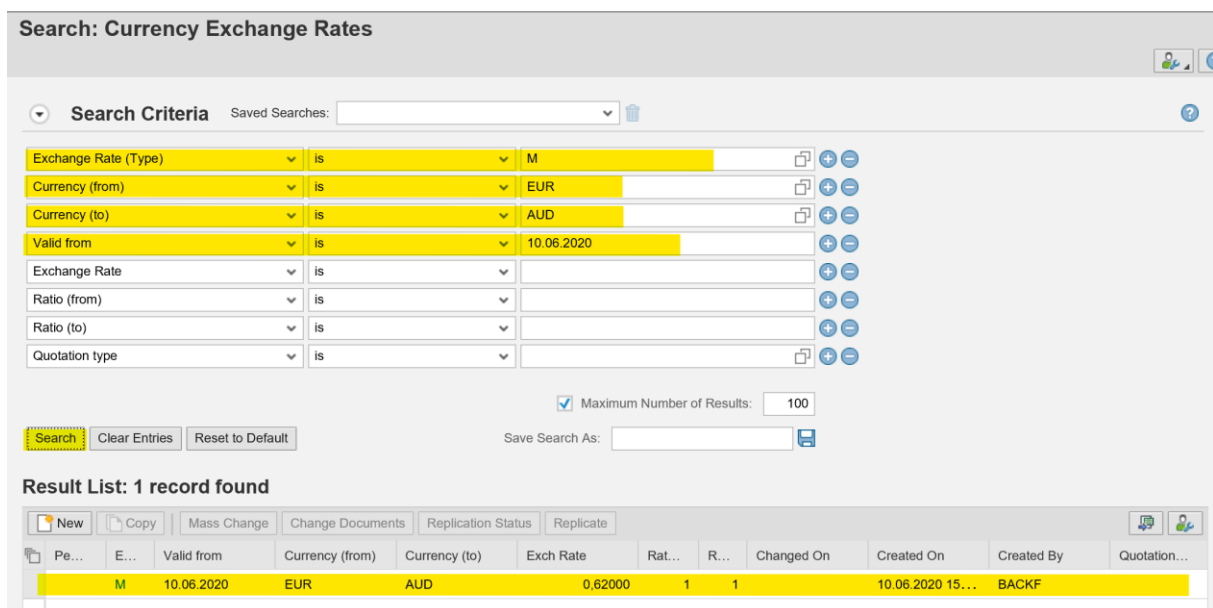 Search: Currency Exchange Rates
Search Criteria Saved Searches:
Exchange Rate (Type) is M
Currency (from) is EUR
Currency (to) is AUD
Valid from is 10.06.2020
Exchange Rate is
Ratio (from) is
Ratio (to) is
Quotation type is
Maximum Number of Results: 100
Search Clear Entries Reset to Default Save Search As:
Result List: 1 record found
New Copy Mass Change Change Documents Replication Status Replicate
Pe... E... Valid from Currency (from) Currency (to) Exch Rate Rat... R... Changed On Created On Created By Quotation...
M 10.06.2020 EUR AUD 0,62000 1 1 10.06.2020 15... BACKF